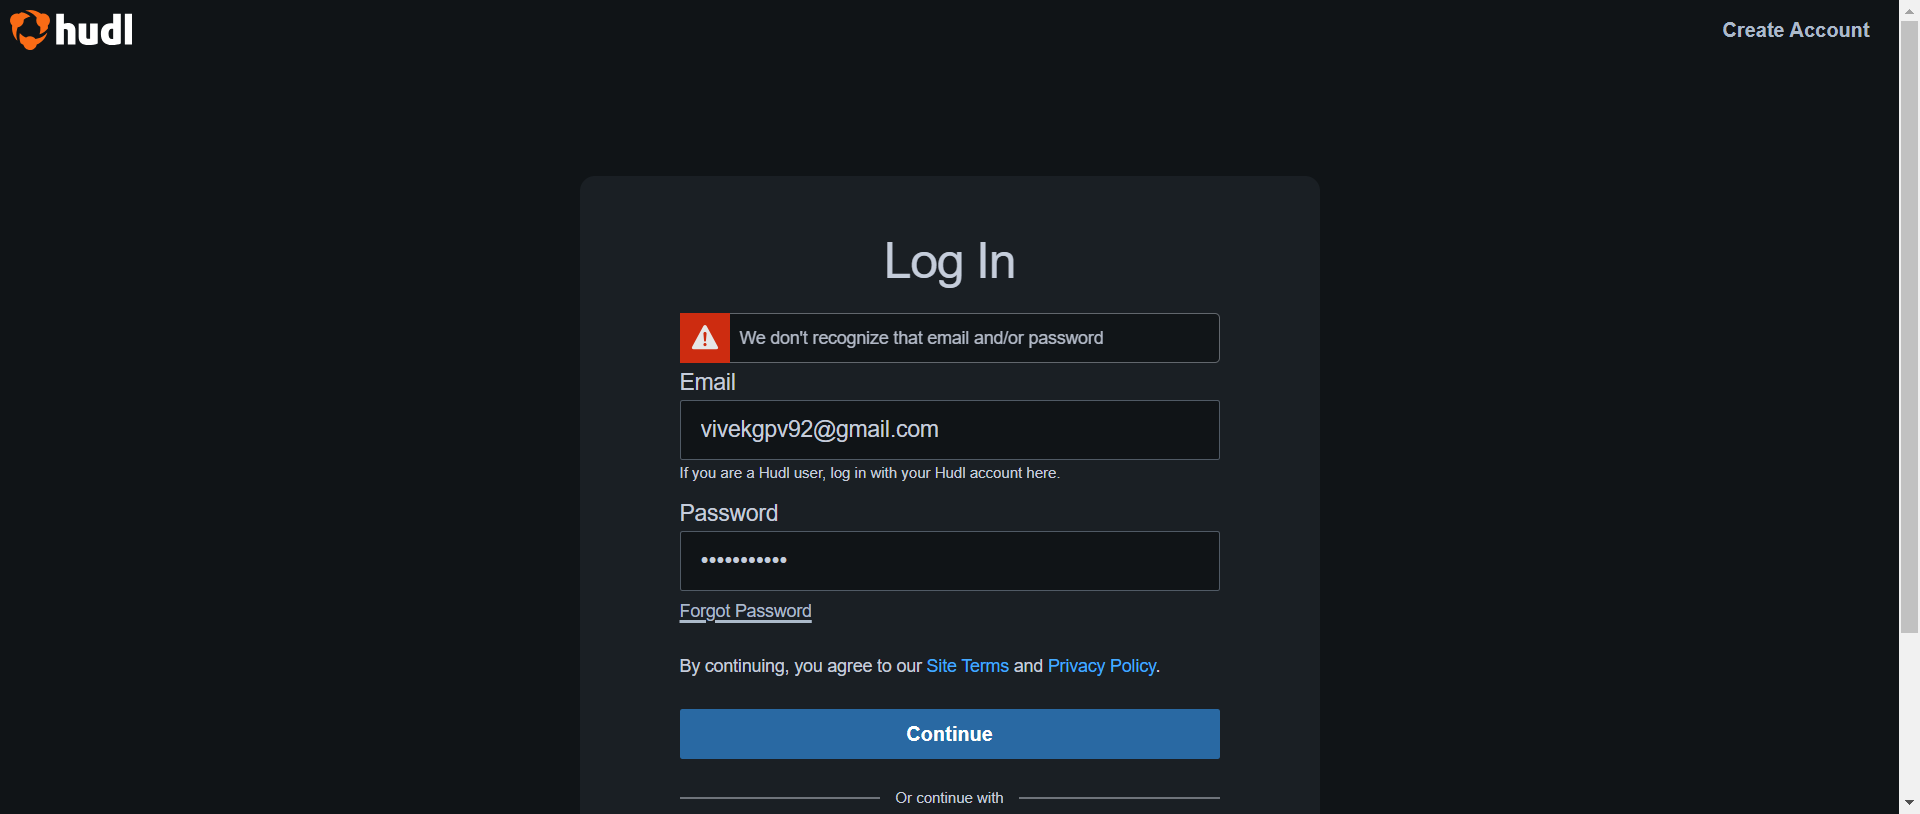 hudl
Create Account
Log In
We don't recognize that email and/or password
Email
vivekgpv92@gmail.com
If you are a Hudl user, log in with your Hudl account here.
Password
•••••••••••
Forgot Password
By continuing, you agree to our Site Terms and Privacy Policy.
Continue
Or continue with